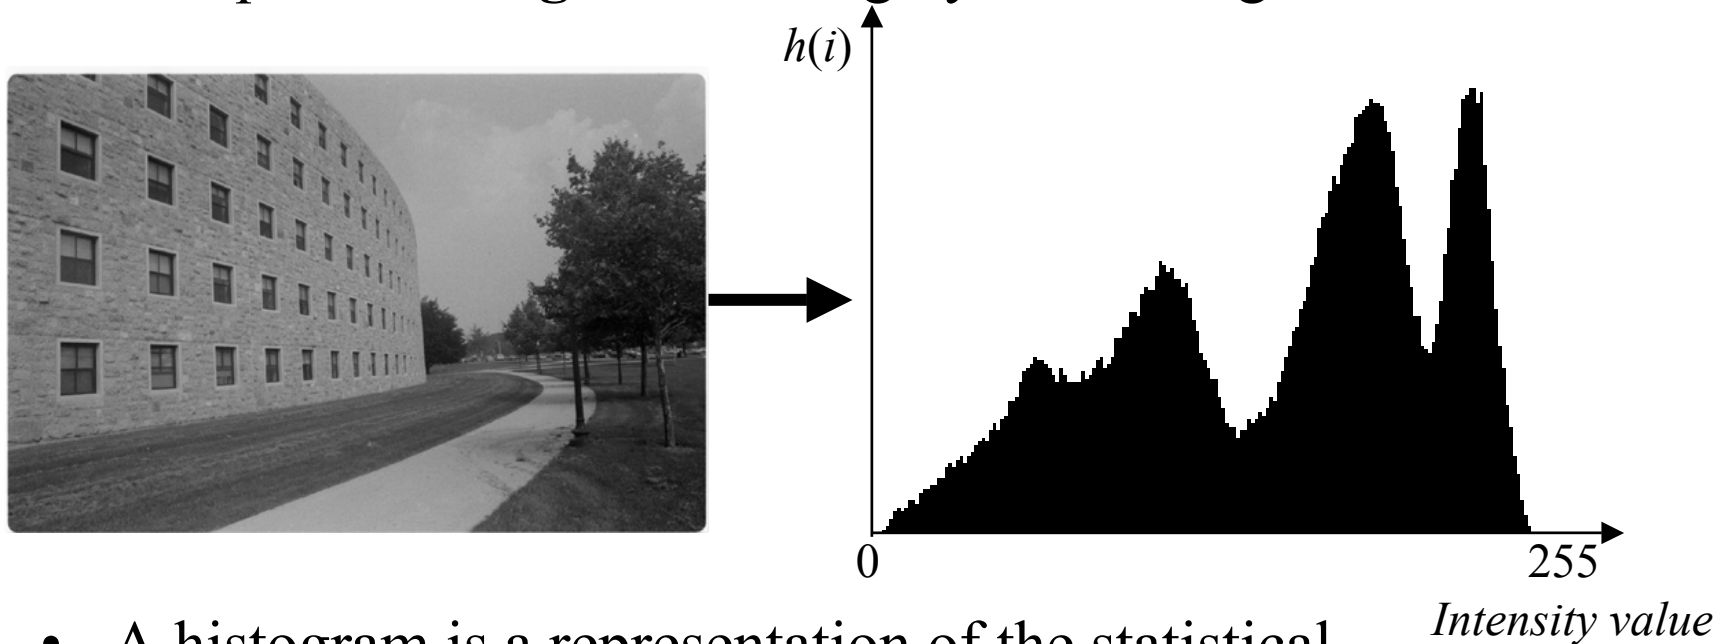 h(i)
0
255
Intensity value
• A histogram is a representation of the statistical